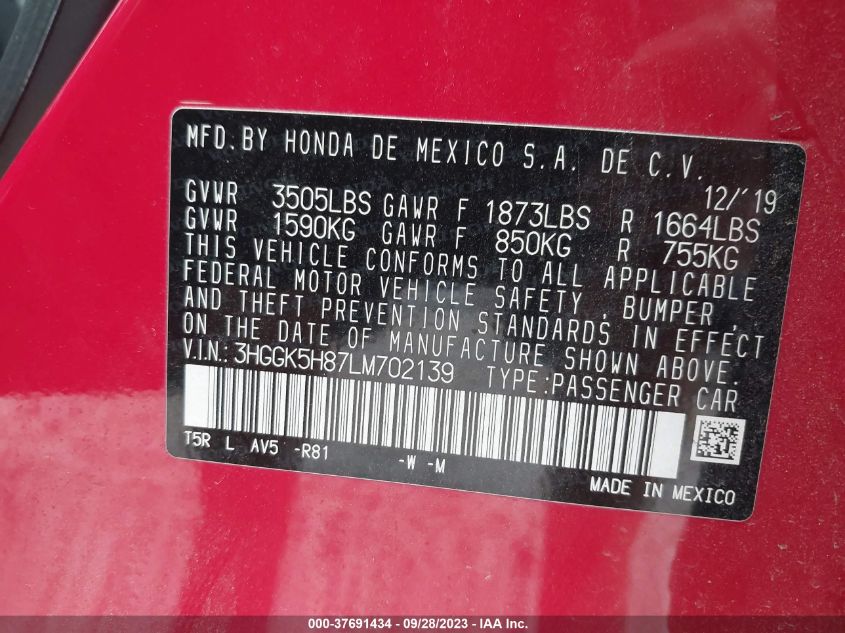 MFD. BY HONDA DE MEXICO S.A. DE C.V.
12/'19
GVWR 3505LBS GAWR F 1873LBS R 1664LBS
GVWR 1590KG GAWR F 850KG R 755KG
THIS VEHICLE CONFORMS TO ALL APPLICABLE
FEDERAL MOTOR VEHICLE SAFETY, BUMPER,
AND THEFT PREVENTION STANDARDS IN EFFECT
ON THE DATE OF MANUFACTURE SHOWN ABOVE.
V.I.N: 3HGGK5H87LM702139 TYPE:PASSENGER CAR
T5R L AV5 -R81 -W -M
MADE IN MEXICO
000-37691434 - 09/28/2023 - IAA Inc.